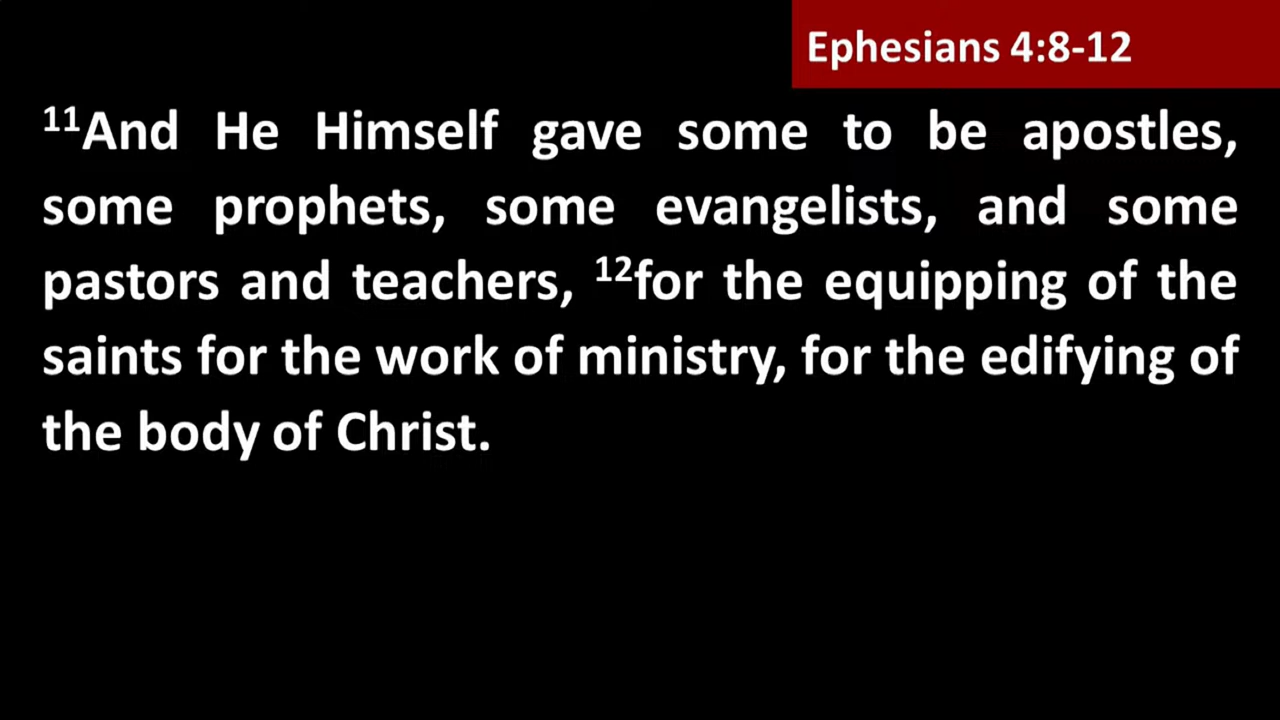 Ephesians 4:8-12
¹¹And He Himself gave some to be apostles,
some prophets, some evangelists, and some
pastors and teachers, ¹²for the equipping of the
saints for the work of ministry, for the edifying of
the body of Christ.